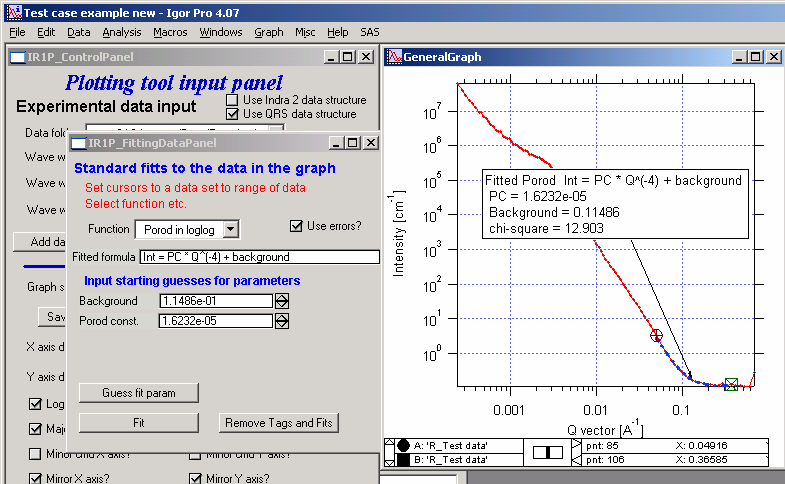 Test case example new - Igor Pro 4.07
File Edit Data Analysis Macros Windows Graph Misc Help SAS
IR1P_ControlPanel
Plotting tool input panel
Experimental data input
Use Indra 2 data structure
Use QRS data structure
Data fold
Wave w
Wave w
Wave w
Add da
Graph s
Sav
X axis d
Y axis d
Log
Maj
Minor cmd X axis?
Minor cmd Y axis?
Mirror X axis?
Mirror Y axis?
IR1P_FittingDataPanel
Standard fitts to the data in the graph
Set cursors to a data set to range of data
Select function etc.
Function
Porod in loglog
Use errors?
Fitted formula
Int = PC * Q^(-4) + background
Input starting guesses for parameters
Background
1.1486e-01
Porod const.
1.6232e-05
Guess fit param
Fit
Remove Tags and Fits
GeneralGraph
Intensity [cm-1]
10^7
10^6
10^5
10^4
10^3
10^2
10^1
10^0
Fitted Porod Int = PC * Q^(-4) + background
PC = 1.6232e-05
Background = 0.11486
chi-square = 12.903
0.001
0.01
0.1
Q vector [A-1]
A: 'R_Test data'
pnt: 85
X: 0.04916
B: 'R_Test data'
pnt: 106
X: 0.36585